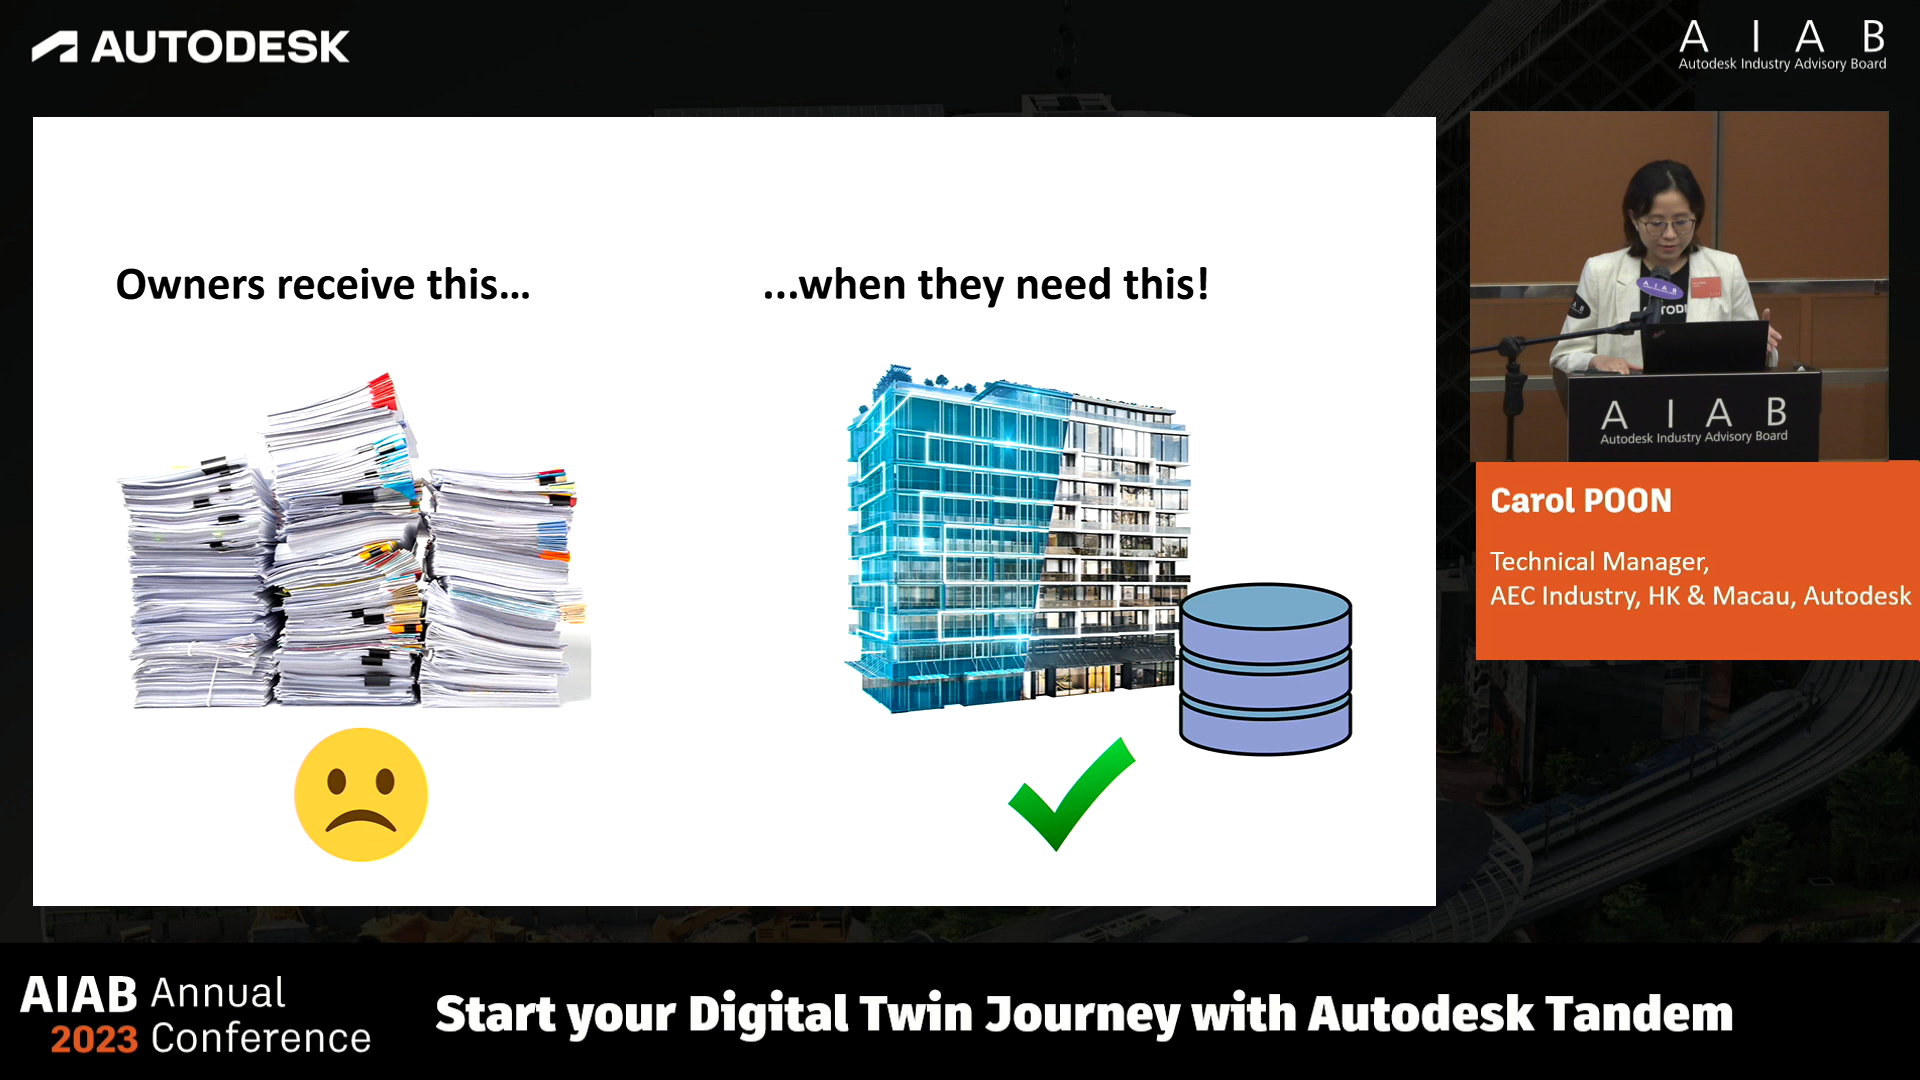 AUTODESK
A I A B
Autodesk Industry Advisory Board
Owners receive this...
...when they need this!
A I A B
A I A B
Autodesk Industry Advisory Board
Carol POON
Technical Manager,
AEC Industry, HK & Macau, Autodesk
AIAB Annual
2023 Conference
Start your Digital Twin Journey with Autodesk Tandem